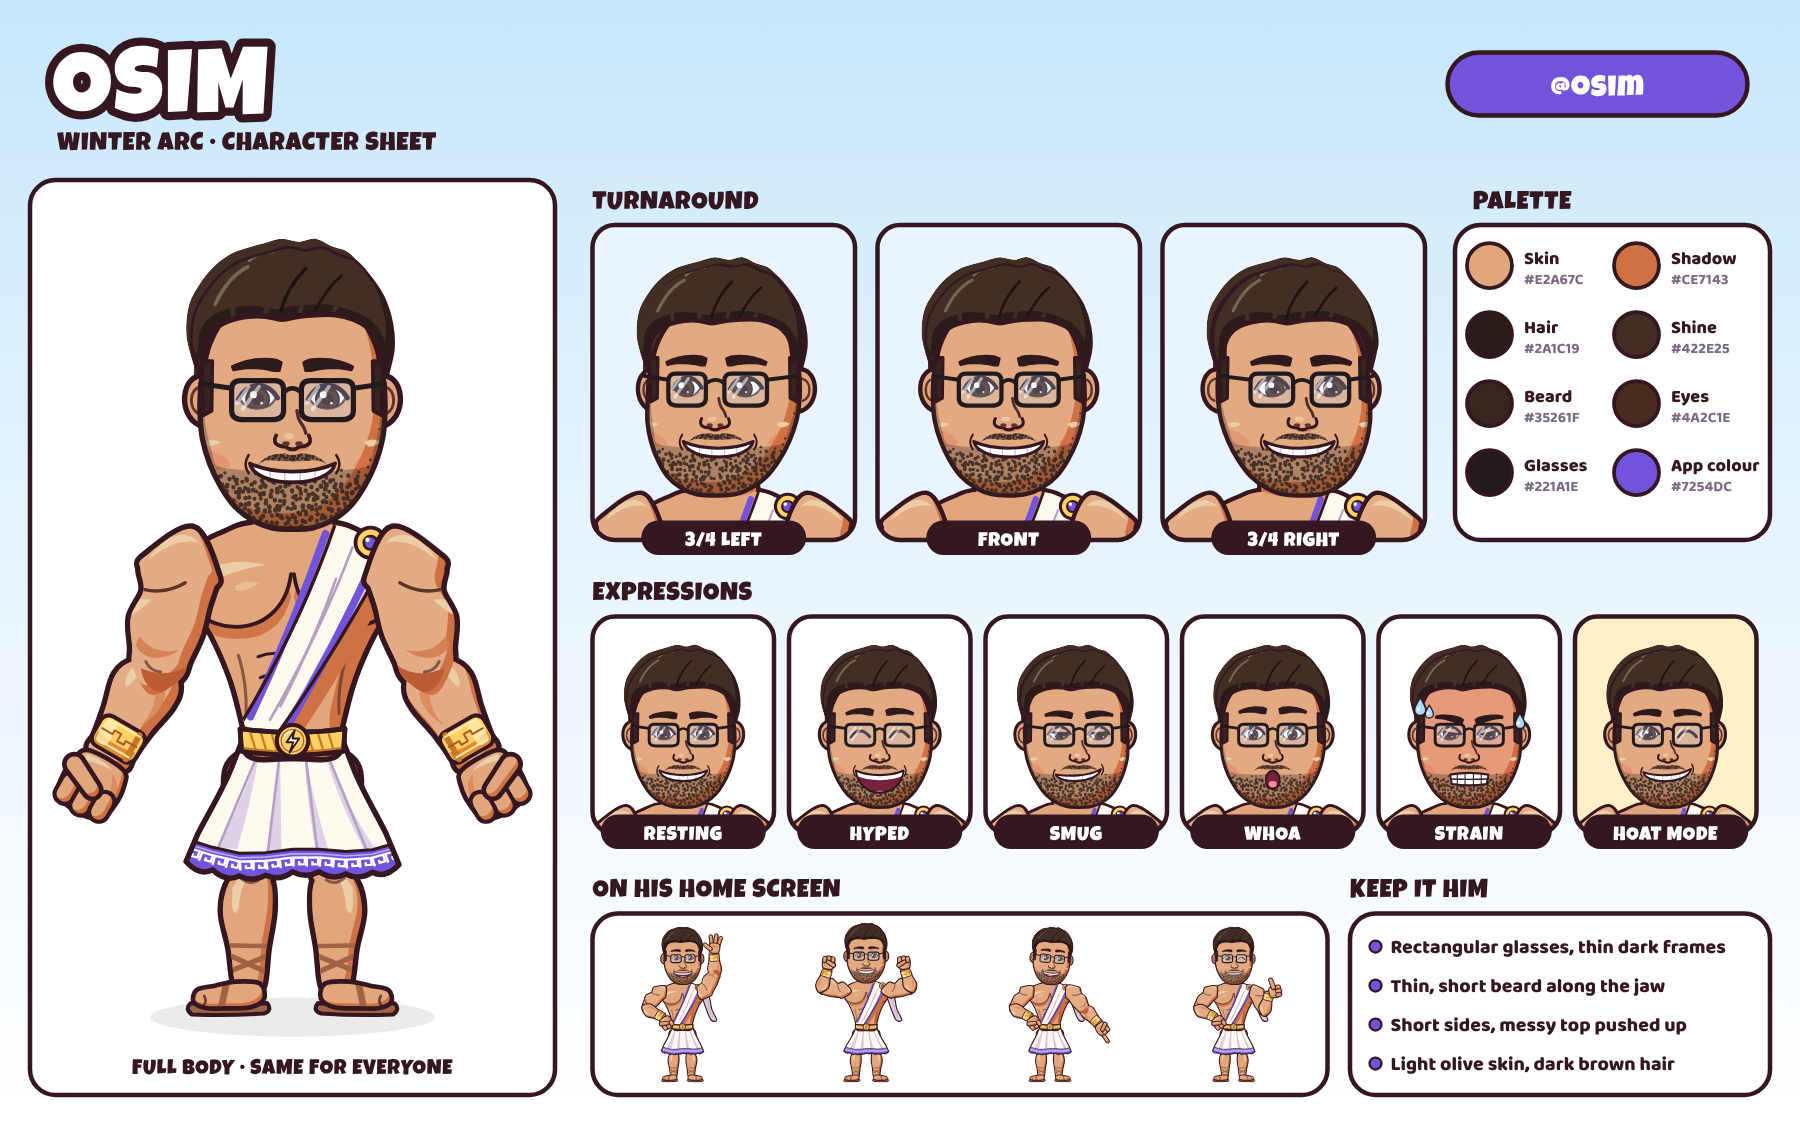 OSIM
WINTER ARC · CHARACTER SHEET
@OSIM
FULL BODY · SAME FOR EVERYONE
TURNAROUND
3/4 LEFT
FRONT
3/4 RIGHT
PALETTE
Skin
#E2A67C
Shadow
#CE7143
Hair
#2A1C19
Shine
#422E25
Beard
#35261F
Eyes
#4A2C1E
Glasses
#221A1E
App colour
#7254DC
EXPRESSIONS
RESTING
HYPED
SMUG
WHOA
STRAIN
HOAT MODE
ON HIS HOME SCREEN
KEEP IT HIM
Rectangular glasses, thin dark frames
Thin, short beard along the jaw
Short sides, messy top pushed up
Light olive skin, dark brown hair